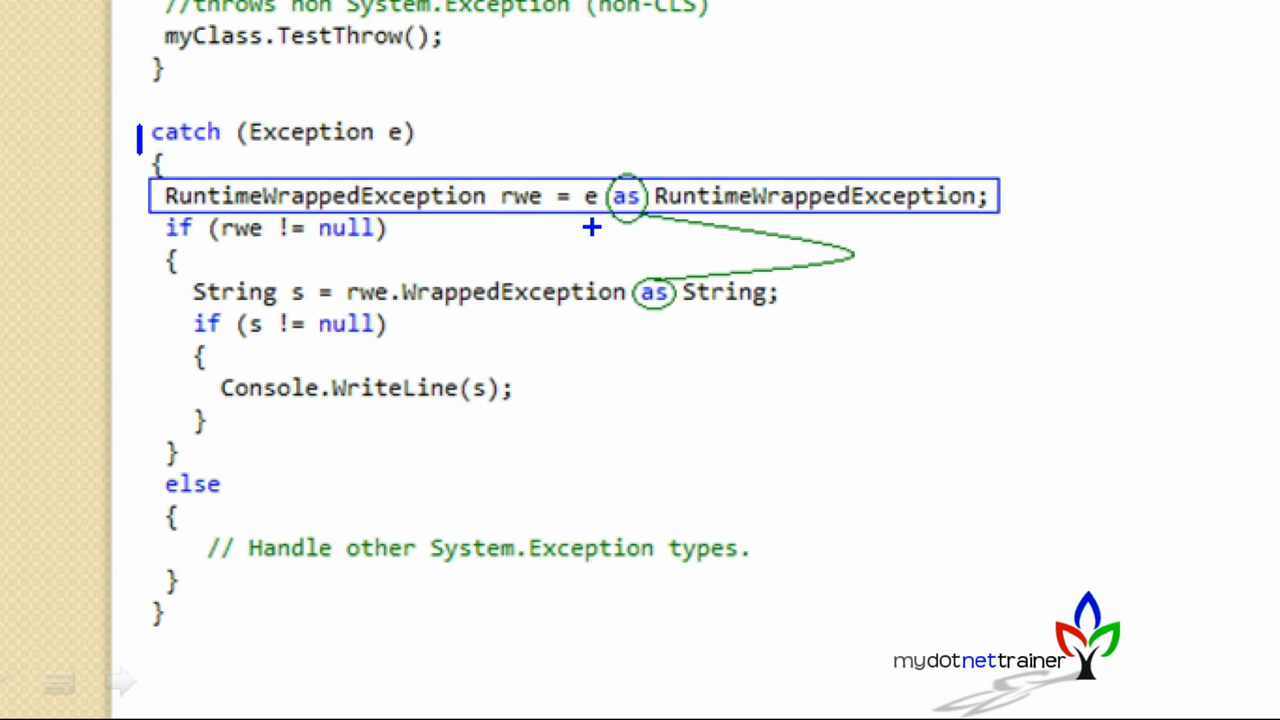 //throws non System.Exception (non-CLS)
myClass.TestThrow();
}
catch (Exception e)
{
RuntimeWrappedException rwe = e as RuntimeWrappedException;
if (rwe != null)
{
String s = rwe.WrappedException as String;
if (s != null)
{
Console.WriteLine(s);
}
}
else
{
// Handle other System.Exception types.
}
}
mydotnettrainer